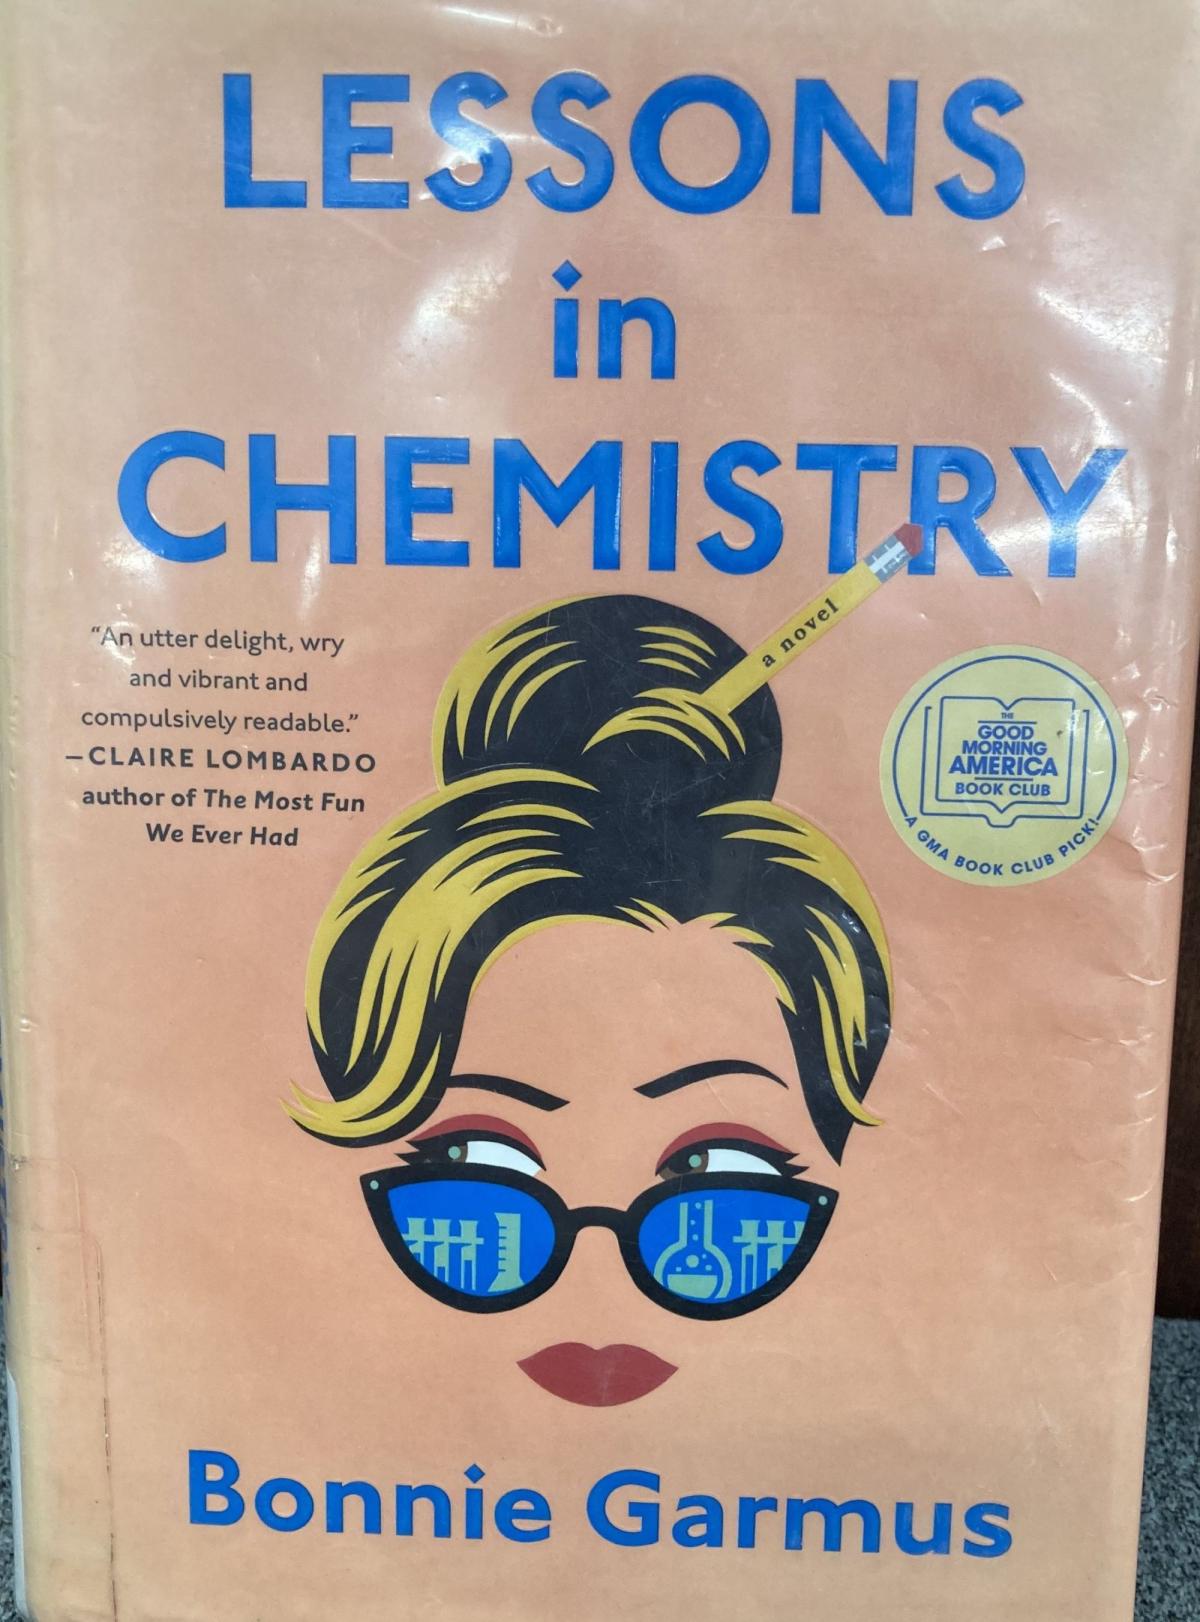 LESSONS
in
CHEMISTRY
a novel
“An utter delight, wry
and vibrant and
compulsively readable.”
—CLAIRE LOMBARDO
author of The Most Fun
We Ever Had
THE
GOOD
MORNING
AMERICA
BOOK CLUB
A GMA BOOK CLUB PICK!
Bonnie Garmus